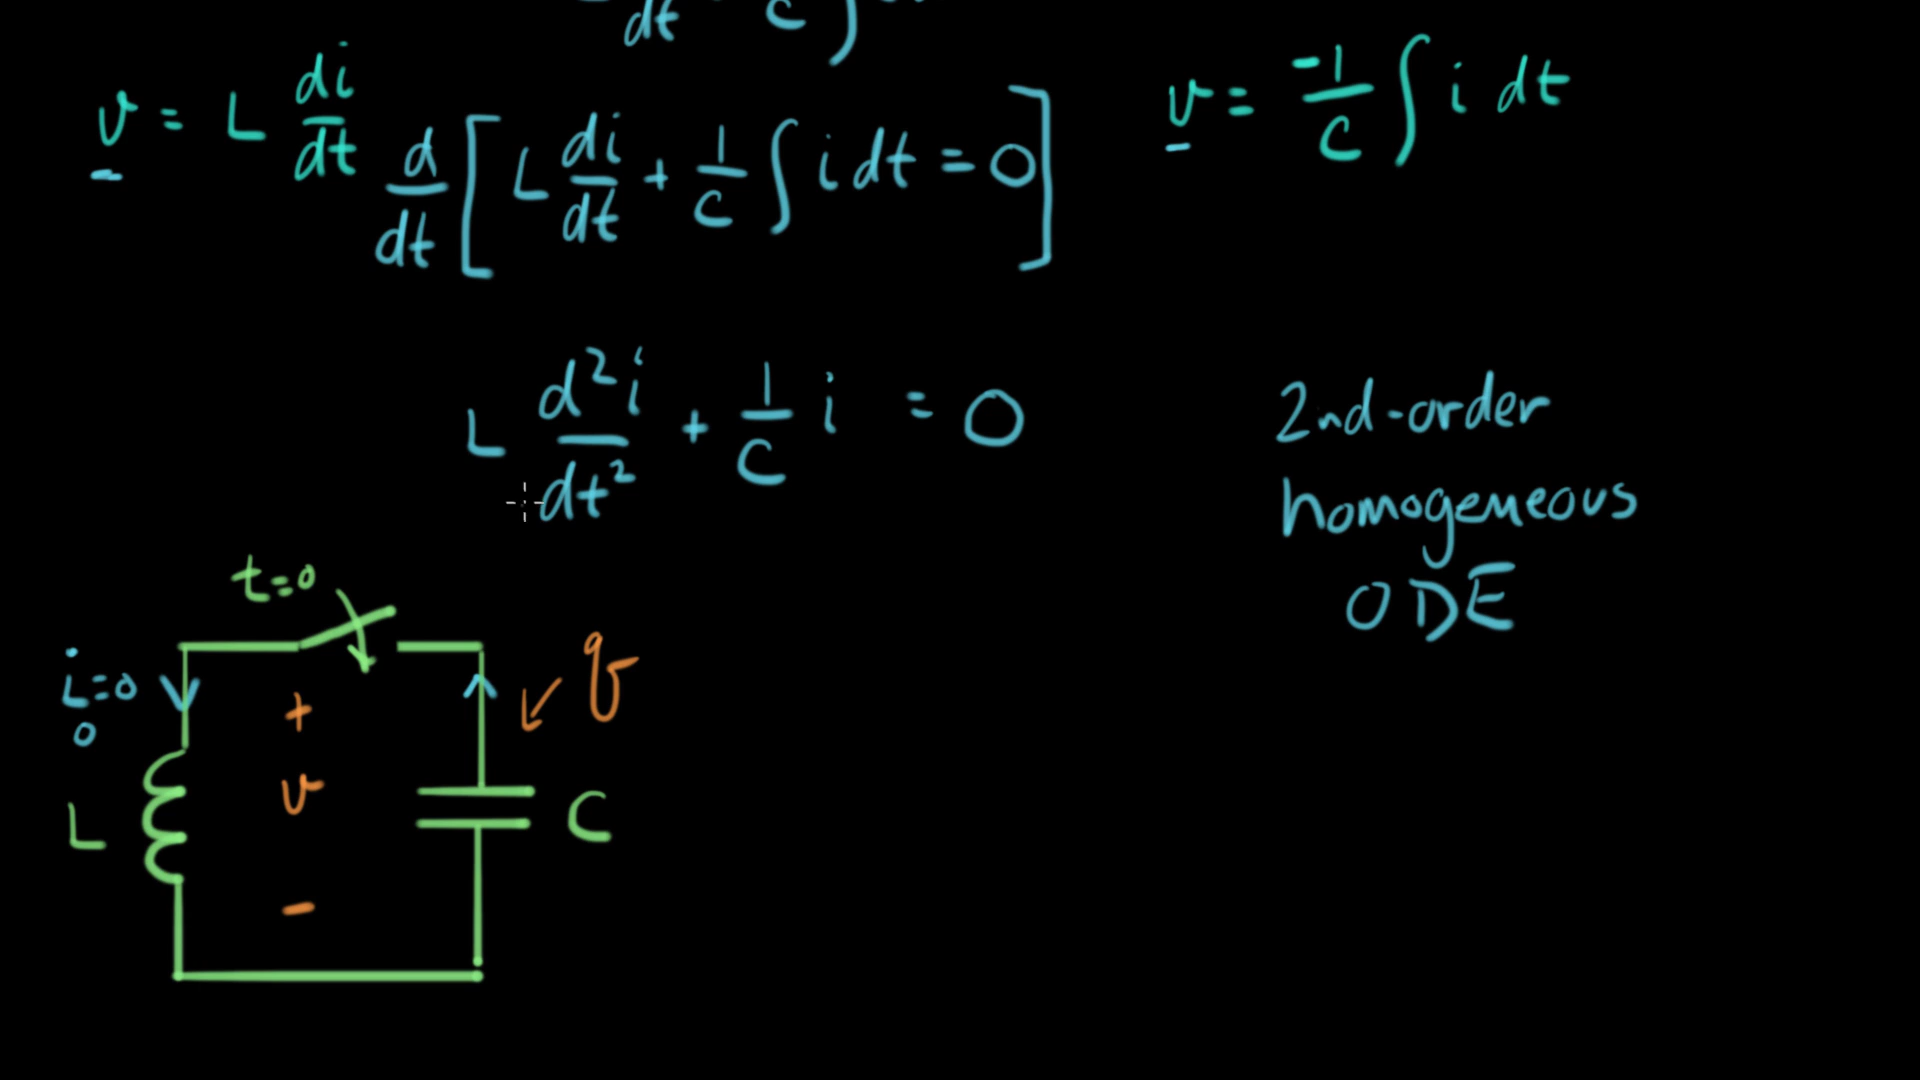 v = L di/dt
v = -1/C ∫ i dt
d/dt [ L di/dt + 1/C ∫ i dt = 0 ]
L d²i/dt² + 1/C i = 0
2nd-order
homogeneous
ODE
t=0
i=0
0
q
+
v
L
C
-